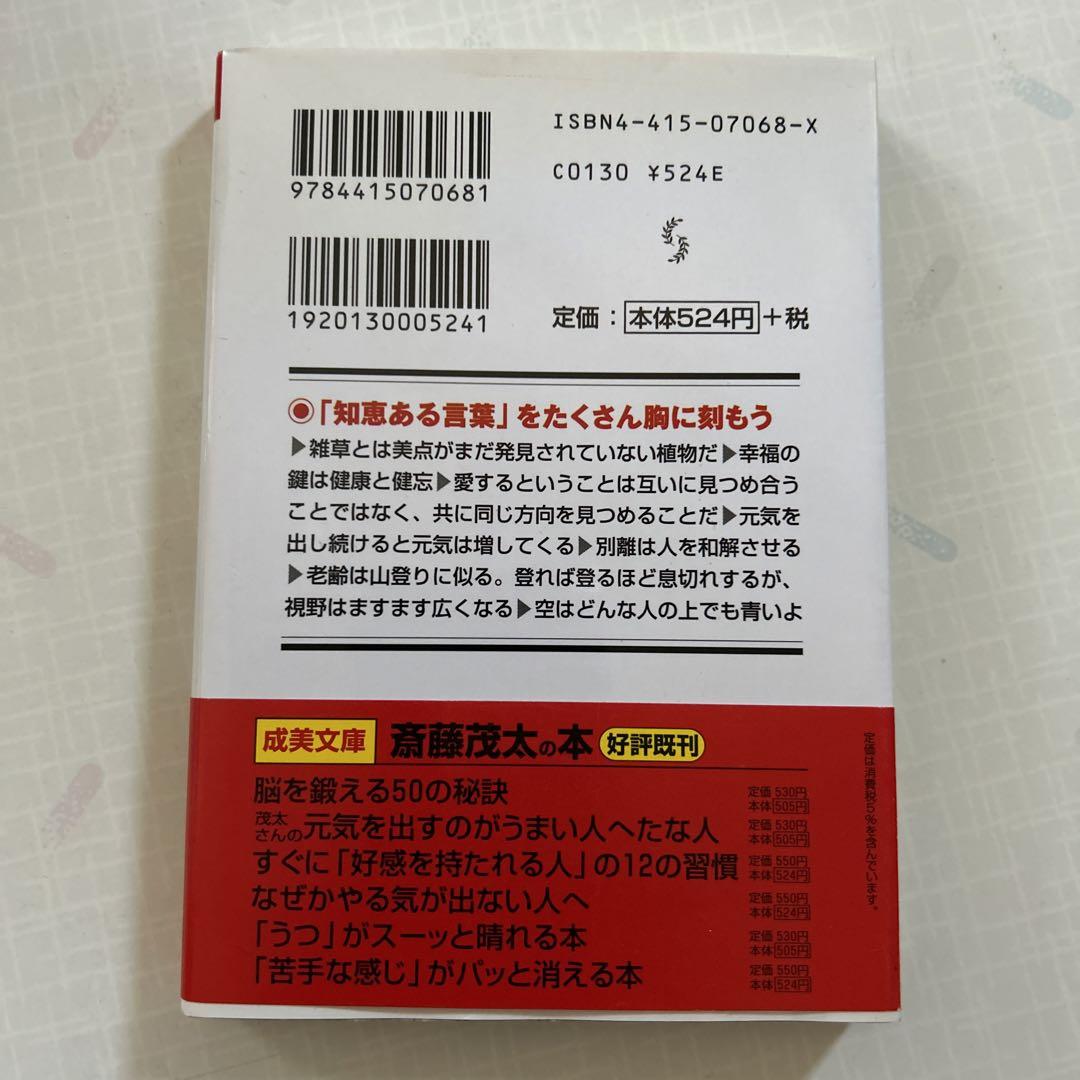 9784415070681
ISBN4-415-07068-X
C0130 ¥524E
1920130005241
定価：本体524円＋税
◉「知恵ある言葉」をたくさん胸に刻もう
▶雑草とは美点がまだ発見されていない植物だ▶幸福の
鍵は健康と健忘▶愛するということは互いに見つめ合う
ことではなく、共に同じ方向を見つめることだ▶元気を
出し続けると元気は増してくる▶別離は人を和解させる
▶老齢は山登りに似る。登れば登るほど息切れするが、
視野はますます広くなる▶空はどんな人の上でも青いよ
成美文庫 斎藤茂太の本 好評既刊
脳を鍛える50の秘訣 定価 530円 本体 505円
茂太さんの元気を出すのがうまい人へたな人 定価 530円 本体 505円
すぐに「好感を持たれる人」の12の習慣 定価 550円 本体 524円
なぜかやる気が出ない人へ 定価 550円 本体 524円
「うつ」がスーッと晴れる本 定価 530円 本体 505円
「苦手な感じ」がパッと消える本 定価 550円 本体 524円
定価は消費税5％を含んでいます。